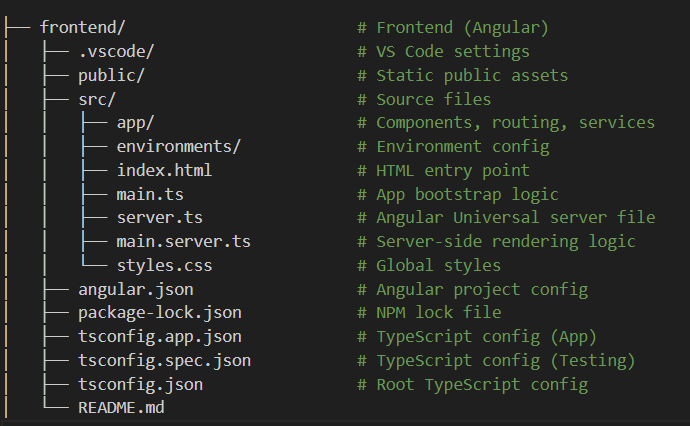 ├── frontend/                        # Frontend (Angular)
│   ├── .vscode/                     # VS Code settings
│   ├── public/                      # Static public assets
│   ├── src/                         # Source files
│   │   ├── app/                     # Components, routing, services
│   │   ├── environments/            # Environment config
│   │   ├── index.html               # HTML entry point
│   │   ├── main.ts                  # App bootstrap logic
│   │   ├── server.ts                # Angular Universal server file
│   │   ├── main.server.ts           # Server-side rendering logic
│   │   └── styles.css               # Global styles
│   ├── angular.json                 # Angular project config
│   ├── package-lock.json            # NPM lock file
│   ├── tsconfig.app.json            # TypeScript config (App)
│   ├── tsconfig.spec.json           # TypeScript config (Testing)
│   ├── tsconfig.json                # Root TypeScript config
│   └── README.md